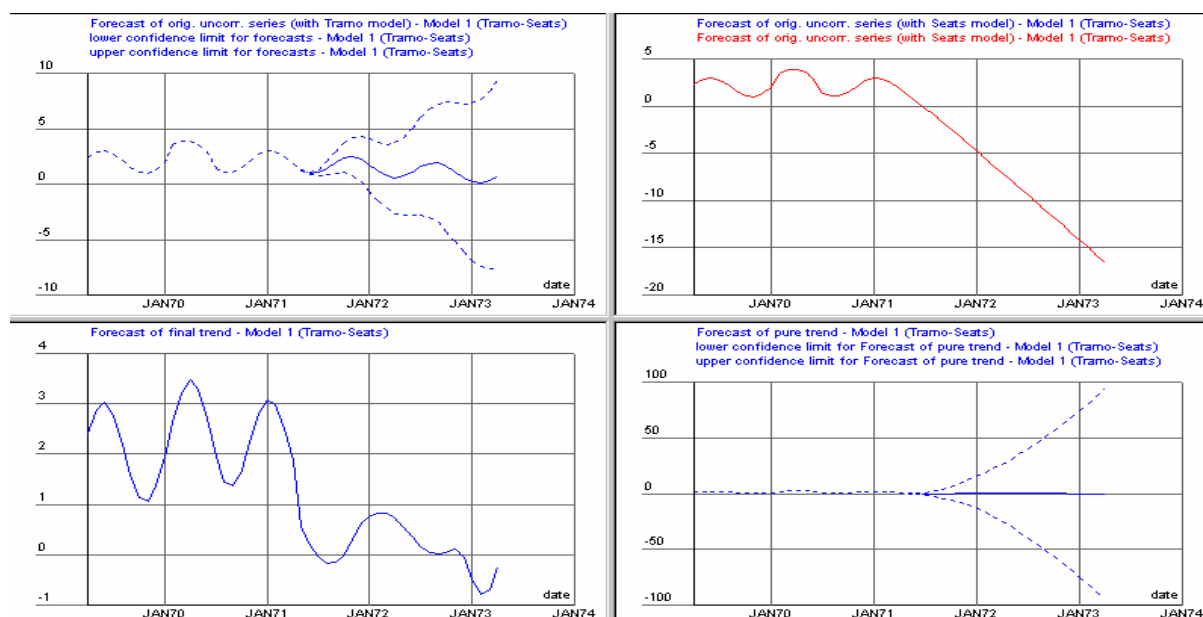 Forecast of orig. uncorr. series (with Tramo model) - Model 1 (Tramo-Seats)
lower confidence limit for forecasts - Model 1 (Tramo-Seats)
upper confidence limit for forecasts - Model 1 (Tramo-Seats)
10
5
0
-5
-10
date
JAN70 JAN71 JAN72 JAN73 JAN74
Forecast of orig. uncorr. series (with Seats model) - Model 1 (Tramo-Seats)
Forecast of orig. uncorr. series (with Seats model) - Model 1 (Tramo-Seats)
5
0
-5
-10
-15
-20
date
JAN70 JAN71 JAN72 JAN73 JAN74
Forecast of final trend - Model 1 (Tramo-Seats)
4
3
2
1
0
-1
date
JAN70 JAN71 JAN72 JAN73 JAN74
Forecast of pure trend - Model 1 (Tramo-Seats)
lower confidence limit for Forecast of pure trend - Model 1 (Tramo-Seats)
upper confidence limit for Forecast of pure trend - Model 1 (Tramo-Seats)
100
50
0
-50
-100
date
JAN70 JAN71 JAN72 JAN73 JAN74